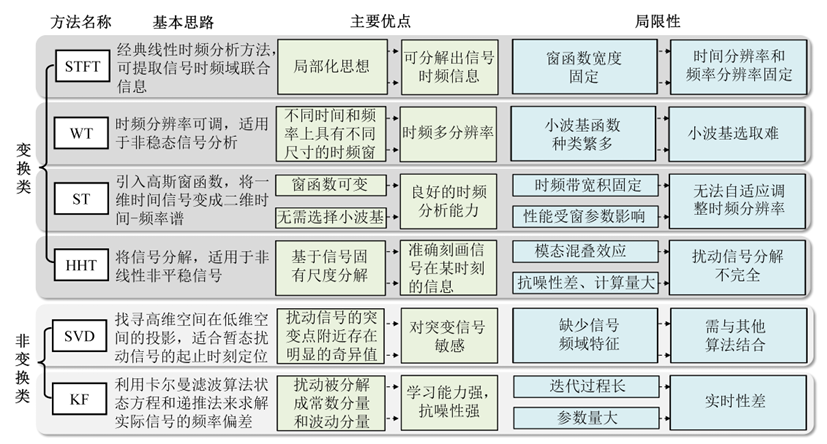 方法名称 基本思路 主要优点 局限性
变换类
STFT
经典线性时频分析方法，
可提取信号时频域联合
信息
局部化思想
可分解出信号
时频信息
窗函数宽度
固定
时间分辨率和
频率分辨率固定
WT
时频分辨率可调，适用
于非稳态信号分析
不同时间和频
率上具有不同
尺寸的时频窗
时频多分辨率
小波基函数
种类繁多
小波基选取难
ST
引入高斯窗函数，将一
维时间信号变成二维时
间-频率谱
窗函数可变
无需选择小波基
良好的时频
分析能力
时频带宽积固定
性能受窗参数影响
无法自适应调
整时频分辨率
HHT
将信号分解，适用于非
线性非平稳信号
基于信号固
有尺度分解
准确刻画信
号在某时刻
的信息
模态混叠效应
抗噪性差、计算量大
扰动信号分解
不完全
非变换类
SVD
找寻高维空间在低维空
间的投影，适合暂态扰
动信号的起止时刻定位
扰动信号的突
变点附近存在
明显的奇异值
对突变信号
敏感
缺少信号
频域特征
需与其他
算法结合
KF
利用卡尔曼滤波算法状
态方程和递推法来求解
实际信号的频率偏差
扰动被分解
成常数分量
和波动分量
学习能力强，
抗噪性强
迭代过程长
参数量大
实时性差